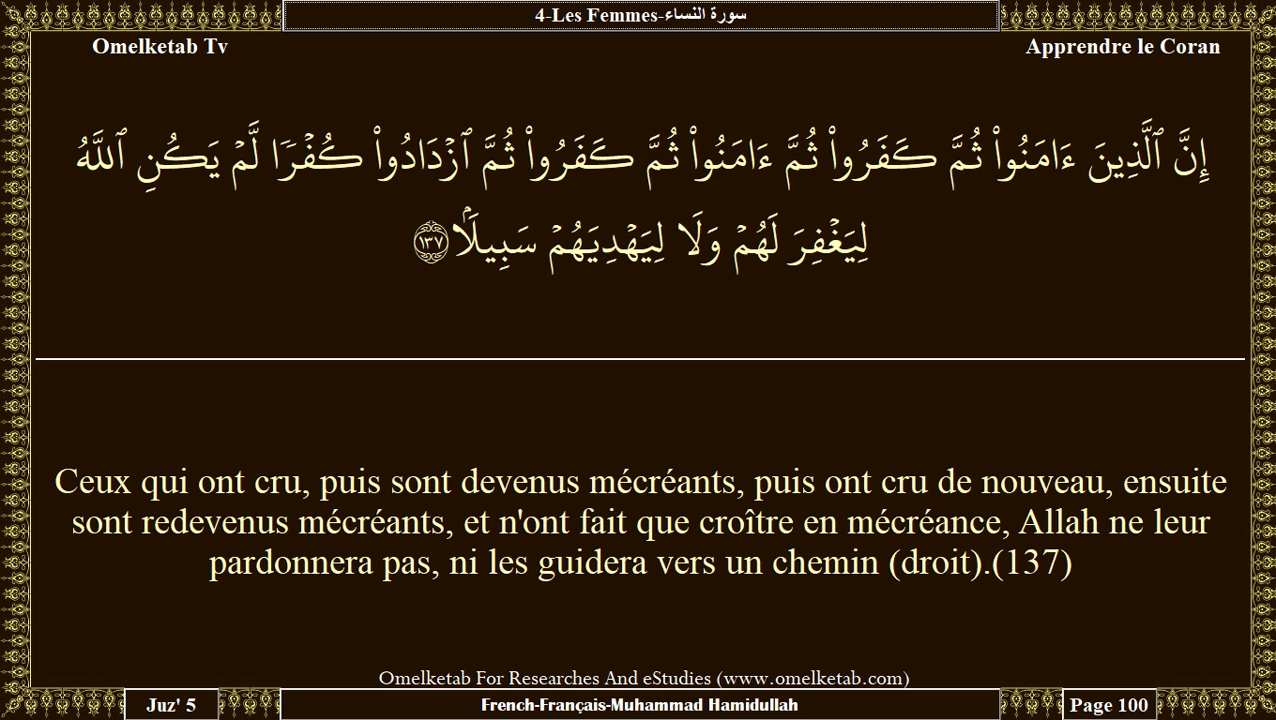 4-Les Femmes-سورة النساء
Omelketab Tv
Apprendre le Coran
إِنَّ ٱلَّذِينَ ءَامَنُوا۟ ثُمَّ كَفَرُوا۟ ثُمَّ ءَامَنُوا۟ ثُمَّ كَفَرُوا۟ ثُمَّ ٱزْدَادُوا۟ كُفْرًۭا لَّمْ يَكُنِ ٱللَّهُ
لِيَغْفِرَ لَهُمْ وَلَا لِيَهْدِيَهُمْ سَبِيلًۢا ۝١٣٧
Ceux qui ont cru, puis sont devenus mécréants, puis ont cru de nouveau, ensuite
sont redevenus mécréants, et n'ont fait que croître en mécréance, Allah ne leur
pardonnera pas, ni les guidera vers un chemin (droit).(137)
Omelketab For Researches And eStudies (www.omelketab.com)
Juz' 5
French-Français-Muhammad Hamidullah
Page 100